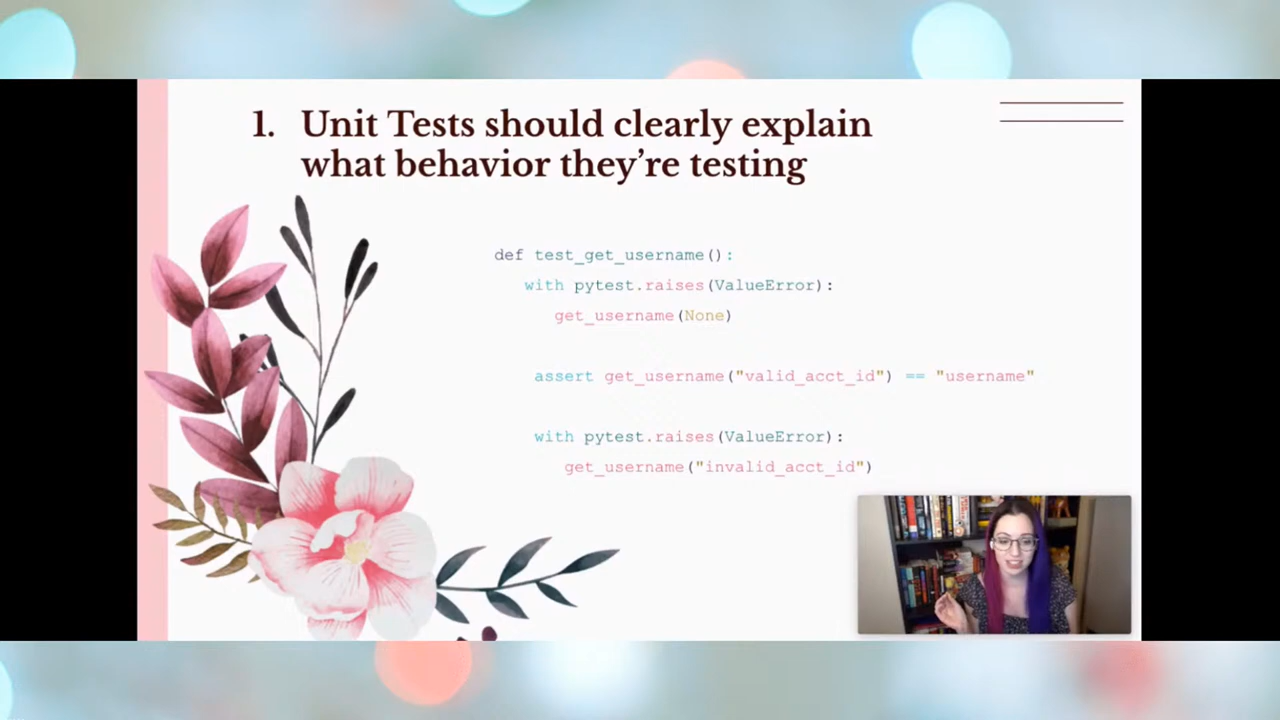 1. Unit Tests should clearly explain
what behavior they're testing
def test_get_username():
with pytest.raises(ValueError):
get_username(None)
assert get_username("valid_acct_id") == "username"
with pytest.raises(ValueError):
get_username("invalid_acct_id")